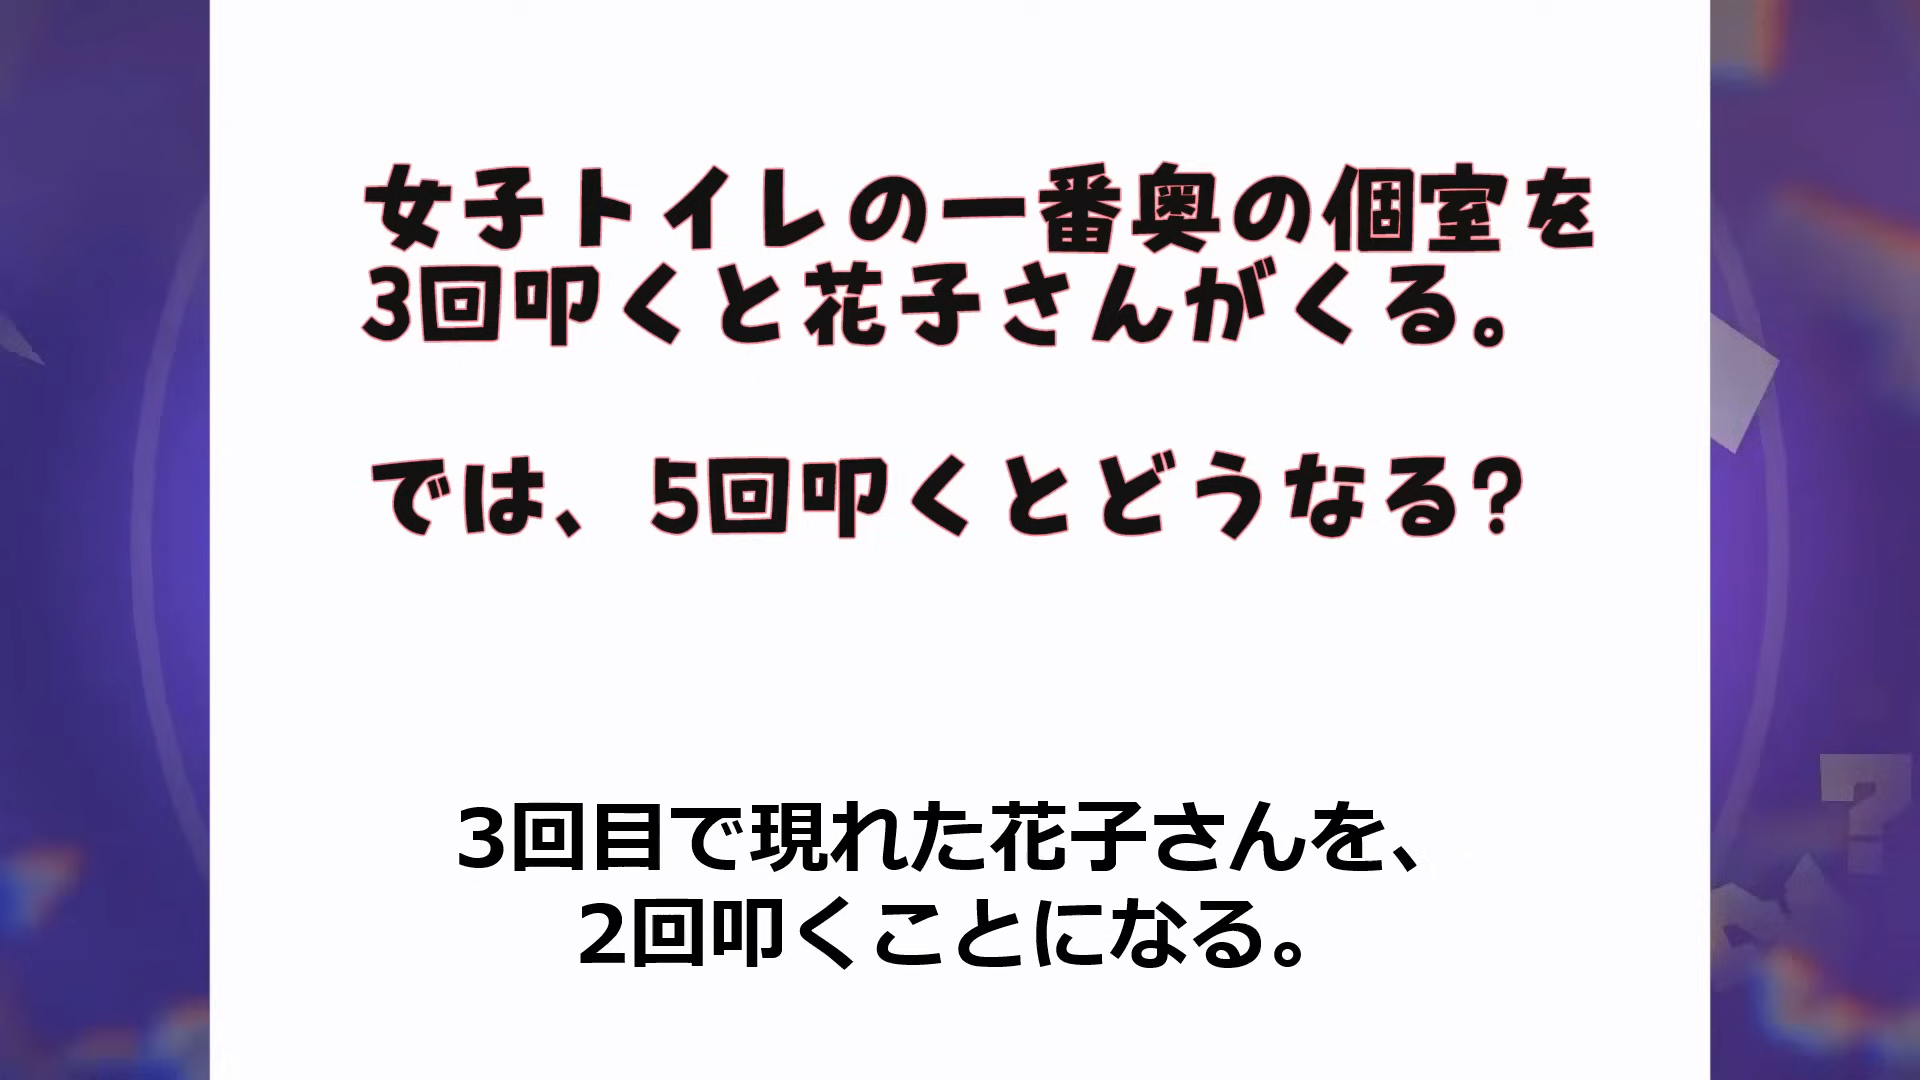 女子トイレの一番奥の個室を
3回叩くと花子さんがくる。
では、5回叩くとどうなる?
3回目で現れた花子さんを、
2回叩くことになる。
?